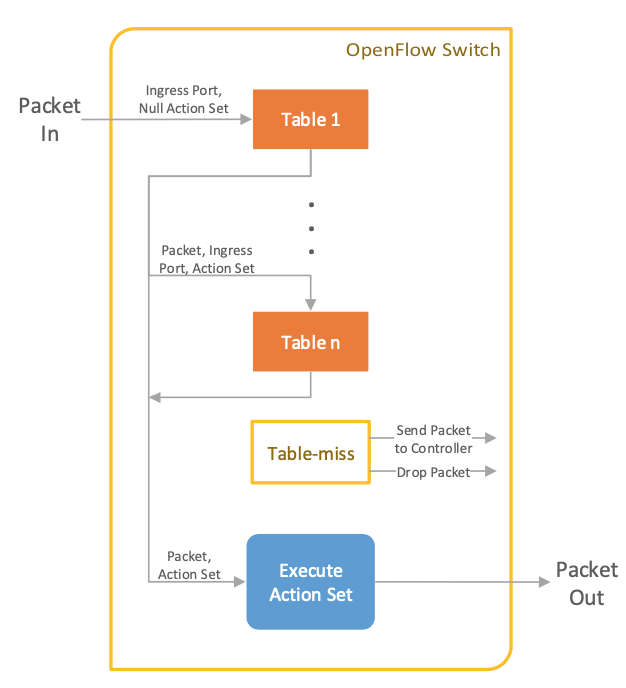 OpenFlow Switch
Packet
In
Ingress Port,
Null Action Set
Table 1
Packet, Ingress
Port, Action Set
Table n
Table-miss
Send Packet
to Controller
Drop Packet
Packet,
Action Set
Execute
Action Set
Packet
Out